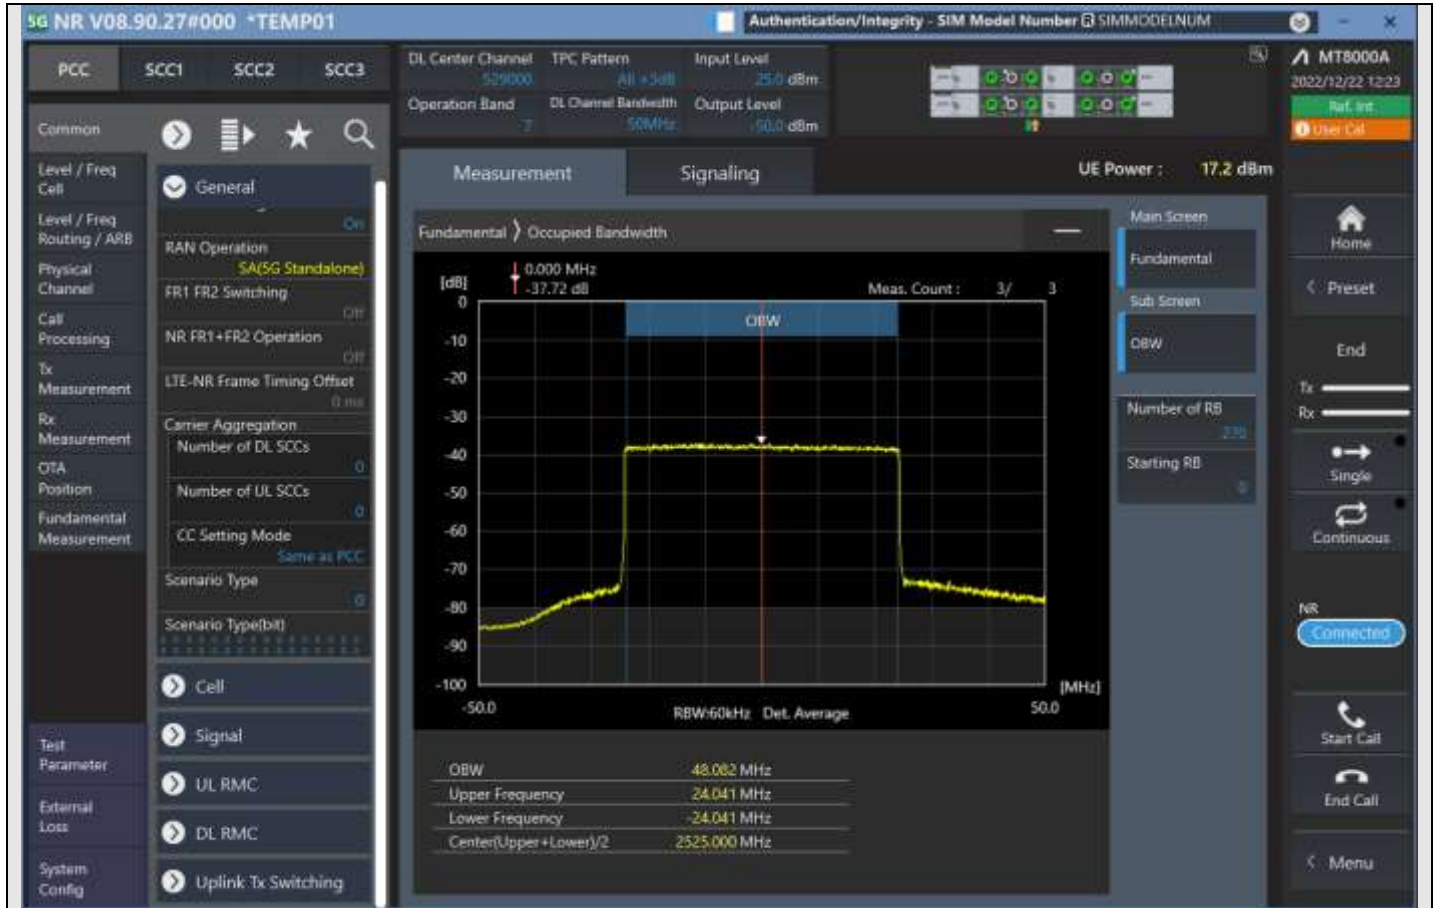 5G NR V08.90.27#000 *TEMP01
Authentication/Integrity - SIM Model Number SIMMODELNUM
PCC SCC1 SCC2 SCC3
DL Center Channel TPC Pattern Input Level
529000 All +3dB 25.0 dBm
Operation Band DL Channel Bandwidth Output Level
7 50MHz -50.0 dBm
MT8000A
2022/12/22 12:23
Ref. Int.
User Cal
Common
Level / Freq
Cell
Level / Freq
Routing / ARB
Physical
Channel
Call
Processing
Tx
Measurement
Rx
Measurement
OTA
Position
Fundamental
Measurement
Test
Parameter
External
Loss
System
Config
General
On
RAN Operation
SA(5G Standalone)
FR1 FR2 Switching
Off
NR FR1+FR2 Operation
Off
LTE-NR Frame Timing Offset
0 ms
Carrier Aggregation
Number of DL SCCs
0
Number of UL SCCs
0
CC Setting Mode
Same as PCC
Scenario Type
0
Scenario Type(bit)
Cell
Signal
UL RMC
DL RMC
Uplink Tx Switching
Measurement Signaling
UE Power : 17.2 dBm
Fundamental Occupied Bandwidth
0.000 MHz
-37.72 dB
[dB]
Meas. Count : 3/ 3
OBW
0
-10
-20
-30
-40
-50
-60
-70
-80
-90
-100
[MHz]
-50.0 50.0
RBW:60kHz Det. Average
OBW 48.082 MHz
Upper Frequency 24.041 MHz
Lower Frequency -24.041 MHz
Center(Upper+Lower)/2 2525.000 MHz
Main Screen
Fundamental
Sub Screen
OBW
Number of RB
270
Starting RB
0
Home
Preset
End
Tx
Rx
Single
Continuous
NR
Connected
Start Call
End Call
Menu